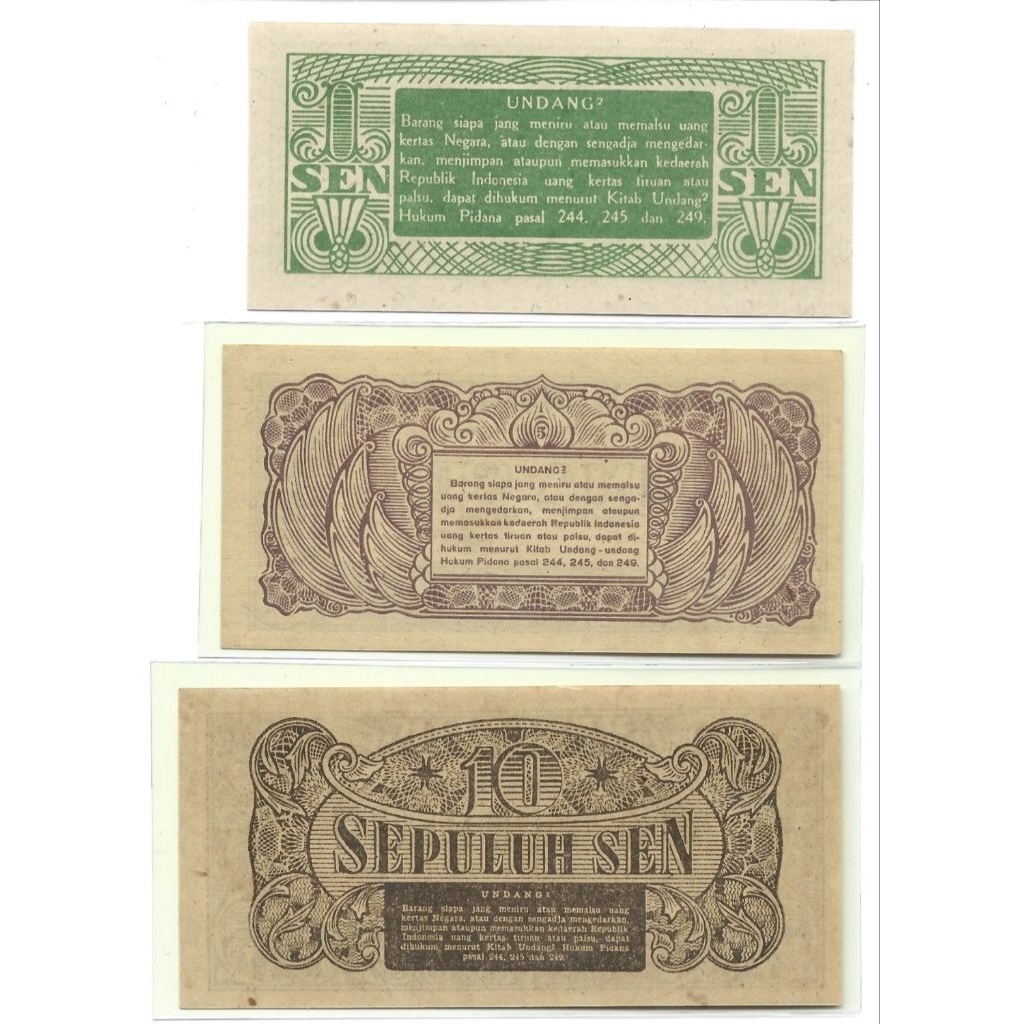 1 1
SEN SEN
UNDANG²
Barang siapa jang meniru atau memalsu uang
kertas Negara, atau dengan sengadja mengedar-
kan, menjimpan ataupun memasukkan kedaerah
Republik Indonesia uang kertas tiruan atau
palsu, dapat dihukum menurut Kitab Undang²
Hukum Pidana pasal 244, 245 dan 249.
5
UNDANG²
Barang siapa jang meniru atau memalsu
uang kertas Negara, atau dengan senga-
dja mengedarkan, menjimpan ataupun
memasukkan kedaerah Republik Indonesia
uang kertas tiruan atau palsu, dapat di-
hukum menurut Kitab Undang-undang
Hukum Pidana pasal 244, 245, dan 249.
10
SEPULUH SEN
UNDANG²
Barang siapa jang meniru atau memalsu uang
kertas Negara, atau dengan sengadja mengedarkan,
menjimpan ataupun memasukkan kedaerah Republik
Indonesia uang kertas tiruan atau palsu, dapat
dihukum menurut Kitab Undang² Hukum Pidana
pasal 244, 245 dan 249.